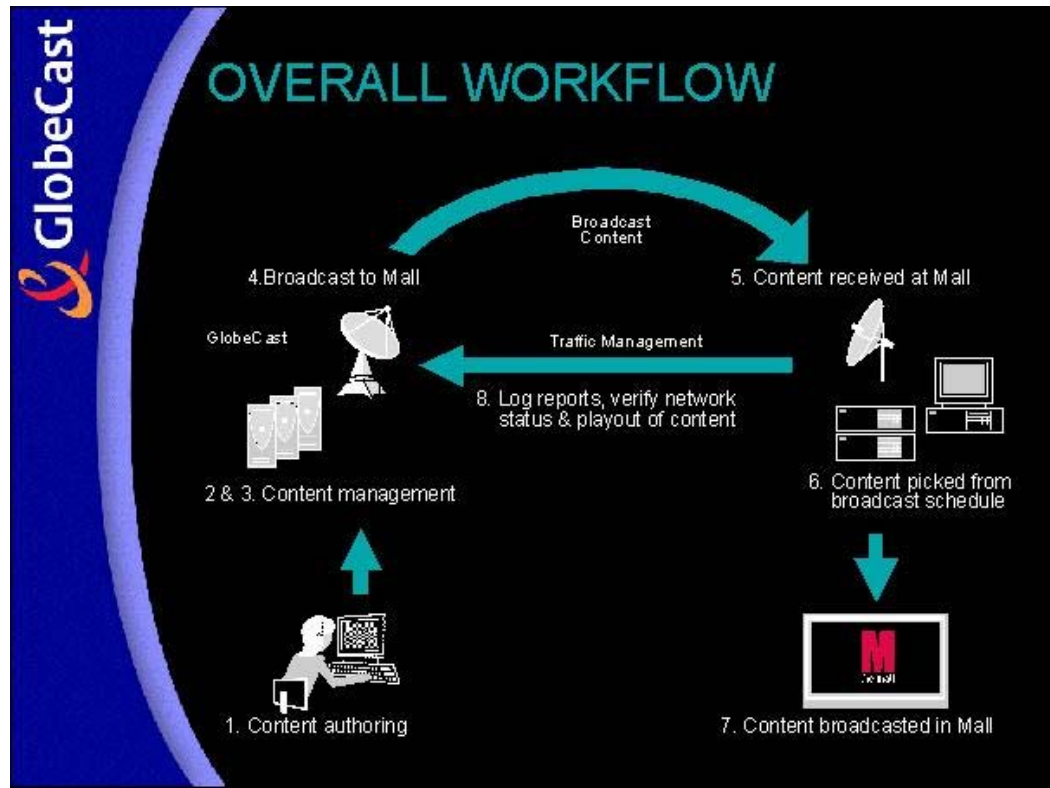 GlobeCast
OVERALL WORKFLOW
Broadcast
Content
4.Broadcast to Mall
5. Content received at Mall
GlobeCast
Traffic Management
8. Log reports, verify network
status & playout of content
2 & 3. Content management
6. Content picked from
broadcast schedule
M
the mall
1. Content authoring
7. Content broadcasted in Mall